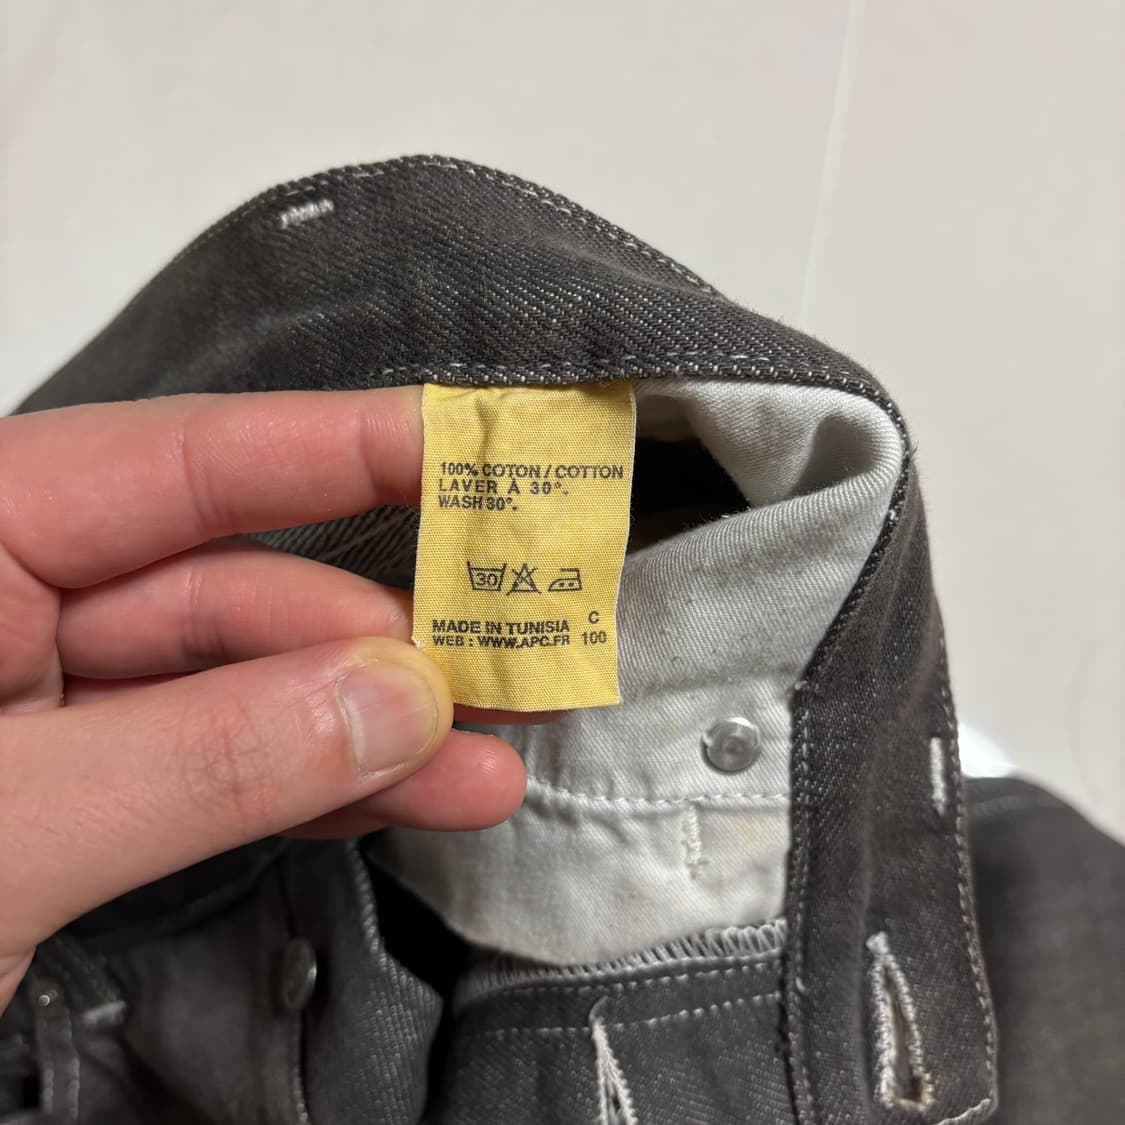 100% COTON / COTTON
LAVER À 30°.
WASH 30°.
30
MADE IN TUNISIA
WEB : WWW.APC.FR
C
100